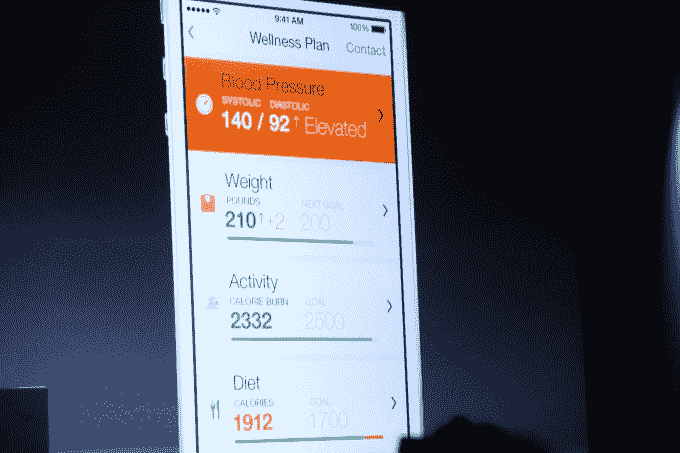 9:41 AM
100%
Wellness Plan
Contact
Blood Pressure
SYSTOLIC DIASTOLIC
140 / 92 ↑ Elevated
Weight
POUNDS NEXT GOAL
210 ↑ +2 200
Activity
CALORIE BURN GOAL
2332 2500
Diet
CALORIES GOAL
1912 1700